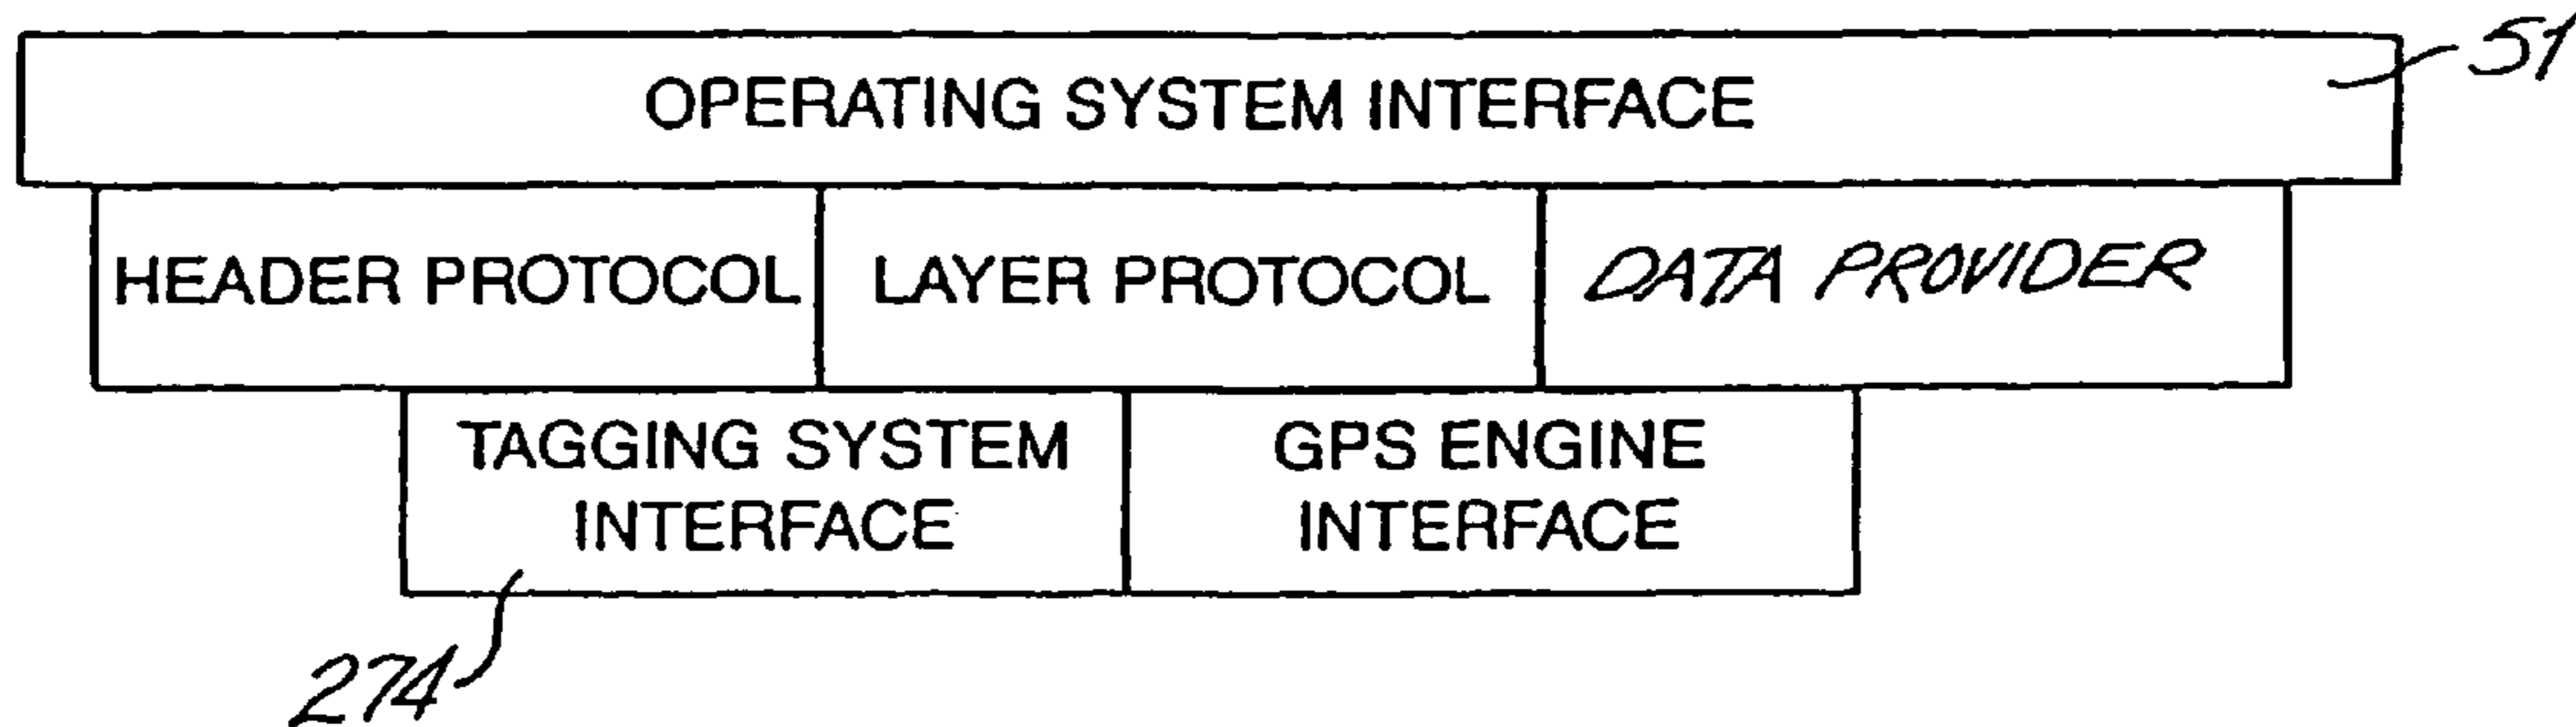 OPERATING SYSTEM INTERFACE
51
HEADER PROTOCOL
LAYER PROTOCOL
DATA PROVIDER
TAGGING SYSTEM
INTERFACE
GPS ENGINE
INTERFACE
274